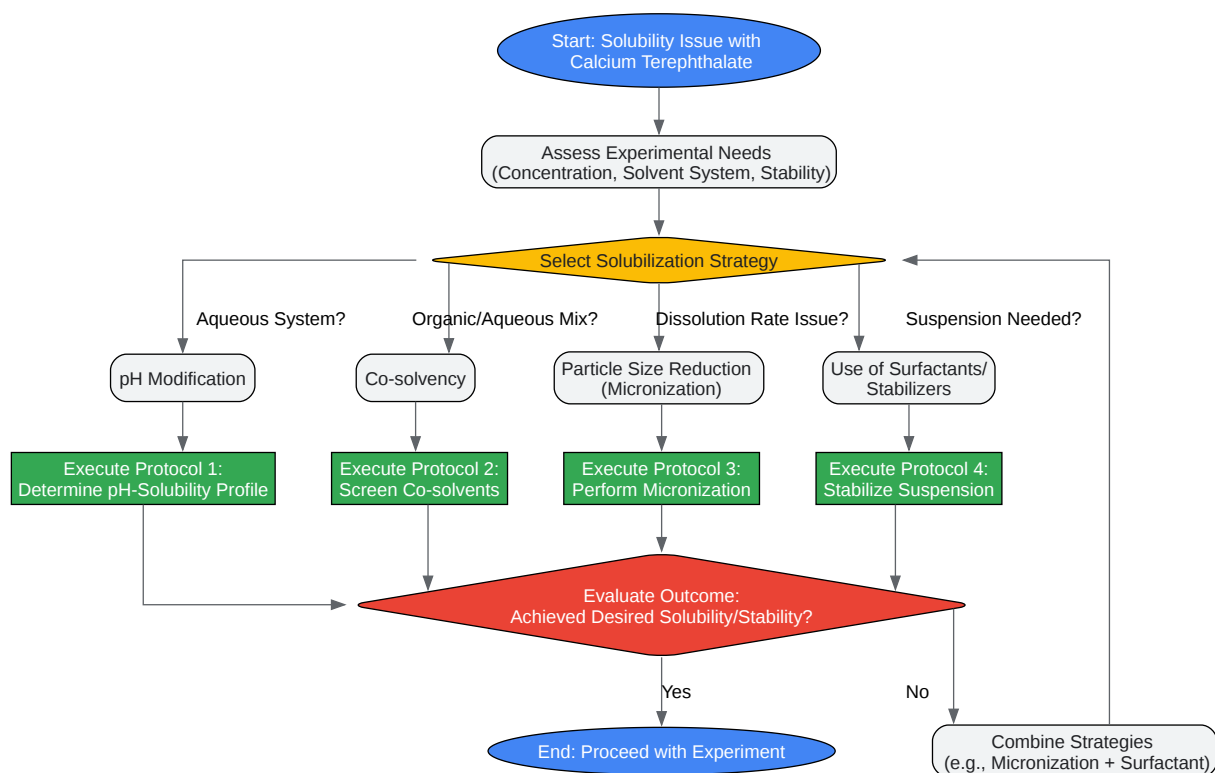 Start: Solubility Issue with
Calcium Terephthalate
Assess Experimental Needs
(Concentration, Solvent System, Stability)
Select Solubilization Strategy
Aqueous System?
Organic/Aqueous Mix?
Dissolution Rate Issue?
Suspension Needed?
pH Modification
Co-solvency
Particle Size Reduction
(Micronization)
Use of Surfactants/
Stabilizers
Execute Protocol 1:
Determine pH-Solubility Profile
Execute Protocol 2:
Screen Co-solvents
Execute Protocol 3:
Perform Micronization
Execute Protocol 4:
Stabilize Suspension
Evaluate Outcome:
Achieved Desired Solubility/Stability?
Yes
No
End: Proceed with Experiment
Combine Strategies
(e.g., Micronization + Surfactant)